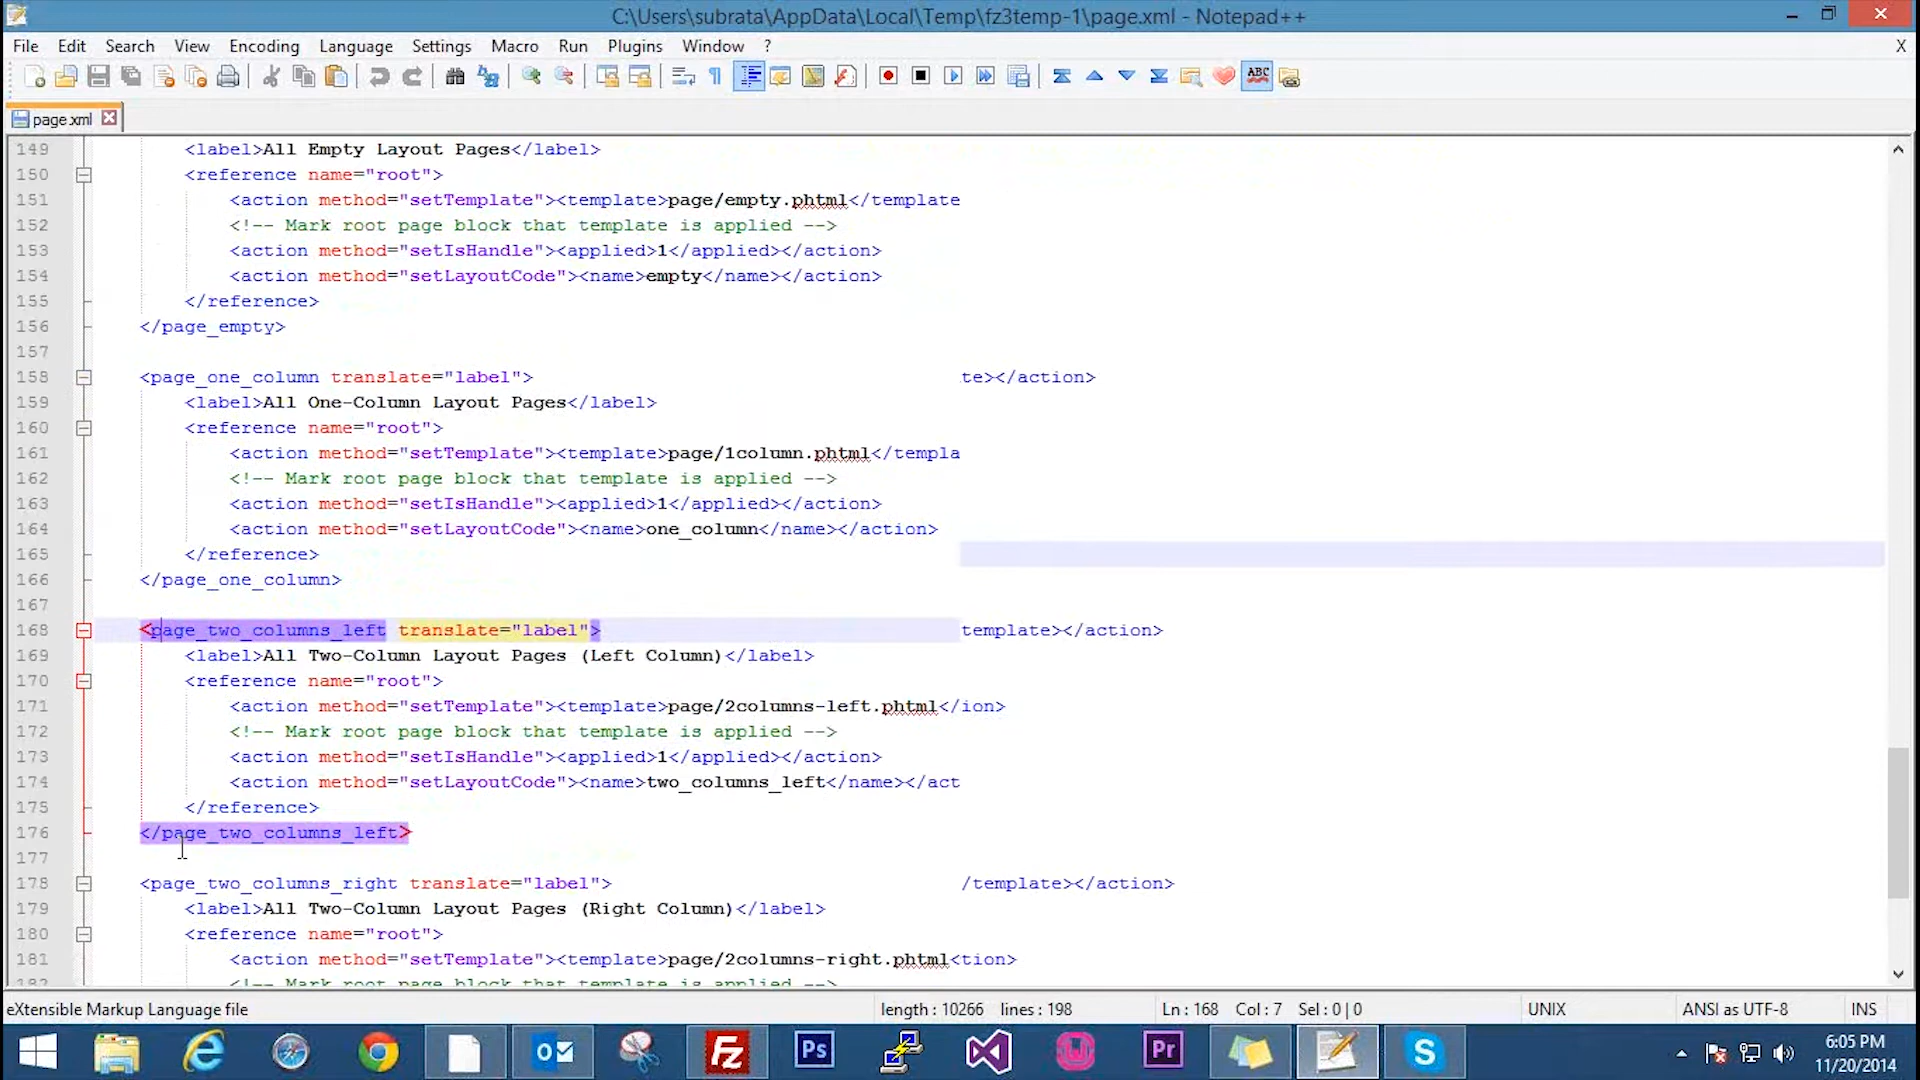 C:\Users\subrata\AppData\Local\Temp\fz3temp-1\page.xml - Notepad++
File Edit Search View Encoding Language Settings Macro Run Plugins Window ? X
ABC
page.xml
149 <label>All Empty Layout Pages</label>
150 <reference name="root">
151 <action method="setTemplate"><template>page/empty.phtml</template
152 <!-- Mark root page block that template is applied -->
153 <action method="setIsHandle"><applied>1</applied></action>
154 <action method="setLayoutCode"><name>empty</name></action>
155 </reference>
156 </page_empty>
157
158 <page_one_column translate="label"> te></action>
159 <label>All One-Column Layout Pages</label>
160 <reference name="root">
161 <action method="setTemplate"><template>page/1column.phtml</templa
162 <!-- Mark root page block that template is applied -->
163 <action method="setIsHandle"><applied>1</applied></action>
164 <action method="setLayoutCode"><name>one_column</name></action>
165 </reference>
166 </page_one_column>
167
168 <page_two_columns_left translate="label"> template></action>
169 <label>All Two-Column Layout Pages (Left Column)</label>
170 <reference name="root">
171 <action method="setTemplate"><template>page/2columns-left.phtml</ion>
172 <!-- Mark root page block that template is applied -->
173 <action method="setIsHandle"><applied>1</applied></action>
174 <action method="setLayoutCode"><name>two_columns_left</name></act
175 </reference>
176 </page_two_columns_left>
177
178 <page_two_columns_right translate="label"> /template></action>
179 <label>All Two-Column Layout Pages (Right Column)</label>
180 <reference name="root">
181 <action method="setTemplate"><template>page/2columns-right.phtml<tion>
182 <!-- Mark root page block that template is applied -->
eXtensible Markup Language file length : 10266 lines : 198 Ln : 168 Col : 7 Sel : 0 | 0 UNIX ANSI as UTF-8 INS
Fz Ps Pr S 6:05 PM
11/20/2014